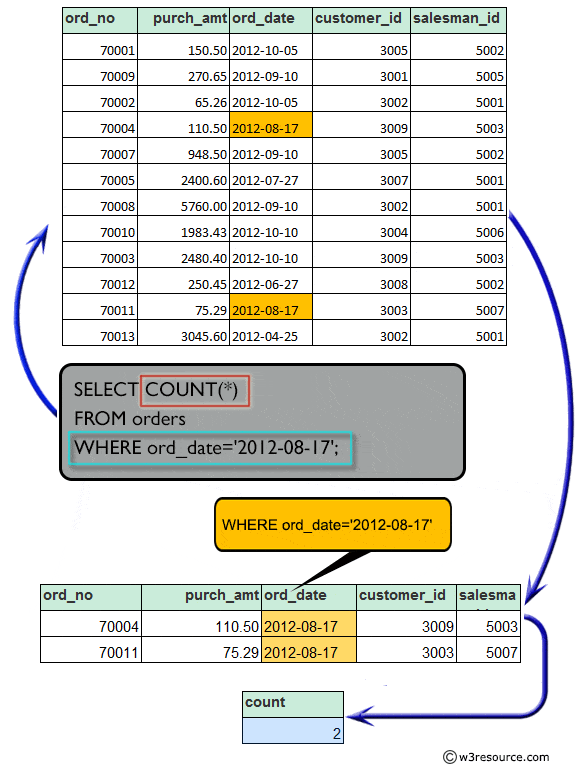 ord_no purch_amt ord_date customer_id salesman_id
70001 150.50 2012-10-05 3005 5002
70009 270.65 2012-09-10 3001 5005
70002 65.26 2012-10-05 3002 5001
70004 110.50 2012-08-17 3009 5003
70007 948.50 2012-09-10 3005 5002
70005 2400.60 2012-07-27 3007 5001
70008 5760.00 2012-09-10 3002 5001
70010 1983.43 2012-10-10 3004 5006
70003 2480.40 2012-10-10 3009 5003
70012 250.45 2012-06-27 3008 5002
70011 75.29 2012-08-17 3003 5007
70013 3045.60 2012-04-25 3002 5001
SELECT COUNT(*)
FROM orders
WHERE ord_date='2012-08-17';
WHERE ord_date='2012-08-17'
ord_no purch_amt ord_date customer_id salesma
70004 110.50 2012-08-17 3009 5003
70011 75.29 2012-08-17 3003 5007
count
2
© w3resource.com